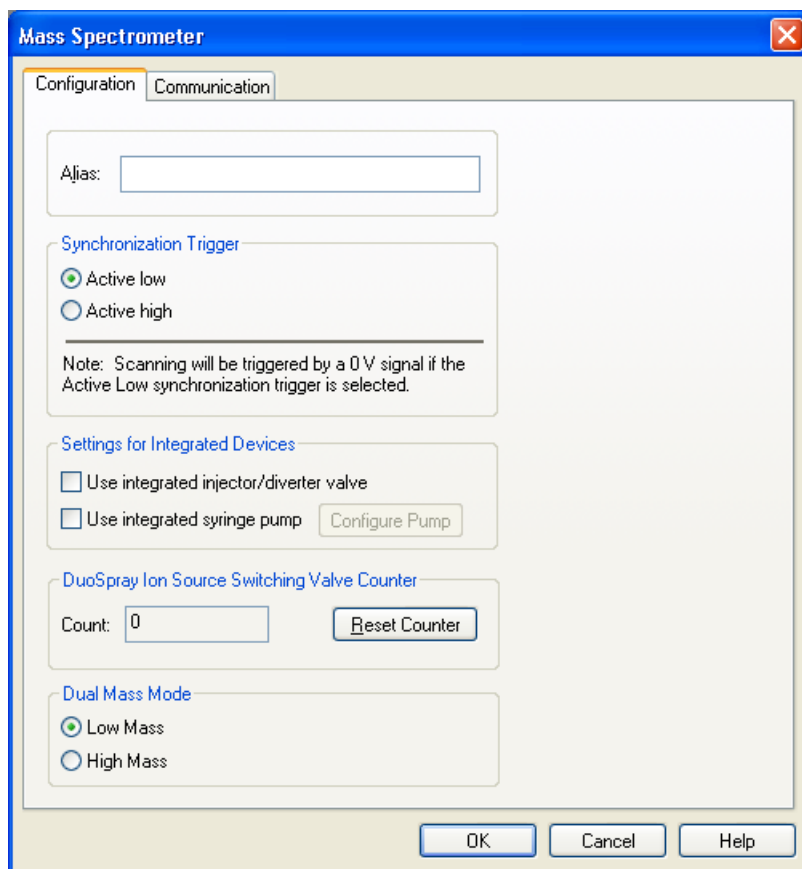 Mass Spectrometer
Configuration
Communication
Alias:
Synchronization Trigger
Active low
Active high
Note: Scanning will be triggered by a 0 V signal if the
Active Low synchronization trigger is selected.
Settings for Integrated Devices
Use integrated injector/diverter valve
Use integrated syringe pump
Configure Pump
DuoSpray Ion Source Switching Valve Counter
Count: 0
Reset Counter
Dual Mass Mode
Low Mass
High Mass
OK
Cancel
Help